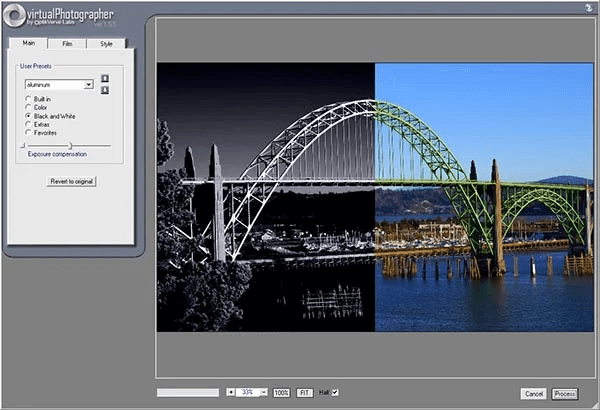 virtualPhotographer
by OptikVerve Labs
Main Film Style
User Presets
aluminum
Built in
Color
Black and White
Extras
Favorites
Exposure compensation
Revert to original
33%
100%
FIT
Half
Cancel
Process